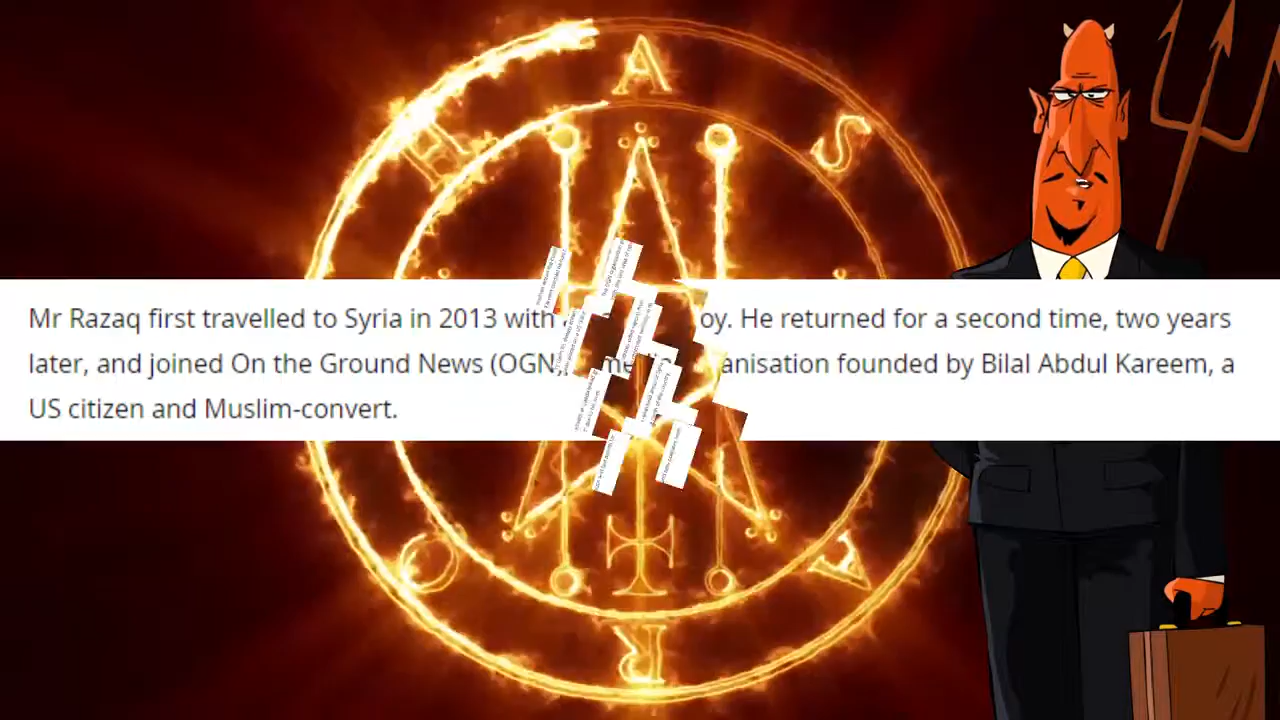 A
S
H
Mr Razaq first travelled to Syria in 2013 with oy. He returned for a second time, two years
later, and joined On the Ground News (OGN), a me anisation founded by Bilal Abdul Kareem, a
US citizen and Muslim-convert.
O
A
R